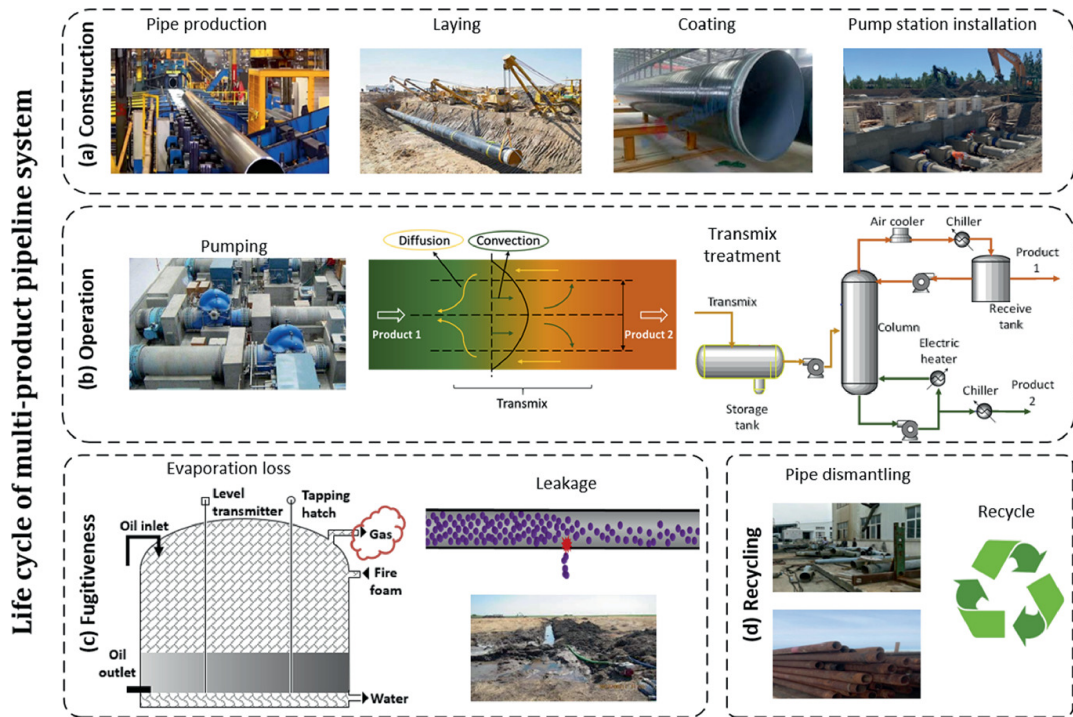 Life cycle of multi-product pipeline system
(a) Construction
Pipe production
Laying
Coating
Pump station installation
(b) Operation
Pumping
Diffusion
Convection
Product 1
Product 2
Transmix
Transmix
treatment
Transmix
Storage
tank
Column
Air cooler
Chiller
Product
1
Receive
tank
Electric
heater
Chiller
Product
2
(c) Fugitiveness
Evaporation loss
Level
transmitter
Tapping
hatch
Oil inlet
Gas
Fire
foam
Oil
outlet
Water
Leakage
(d) Recycling
Pipe dismantling
Recycle